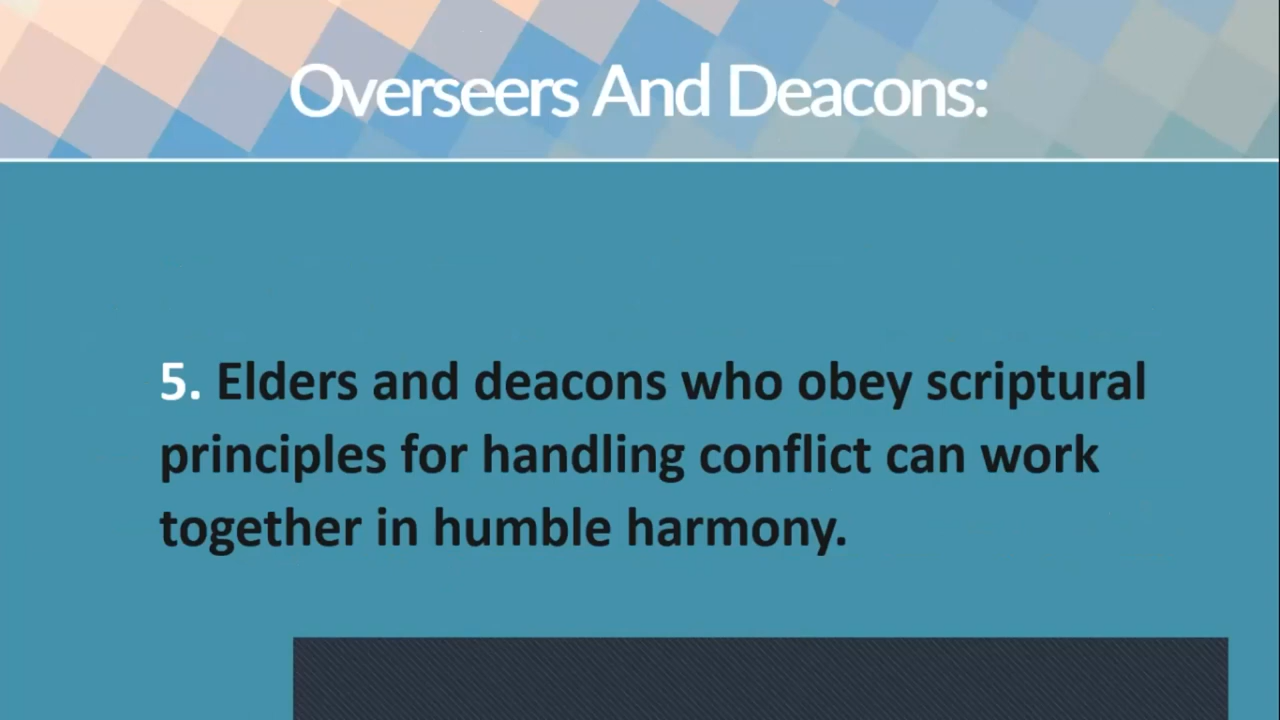 Overseers And Deacons:
5. Elders and deacons who obey scriptural
principles for handling conflict can work
together in humble harmony.